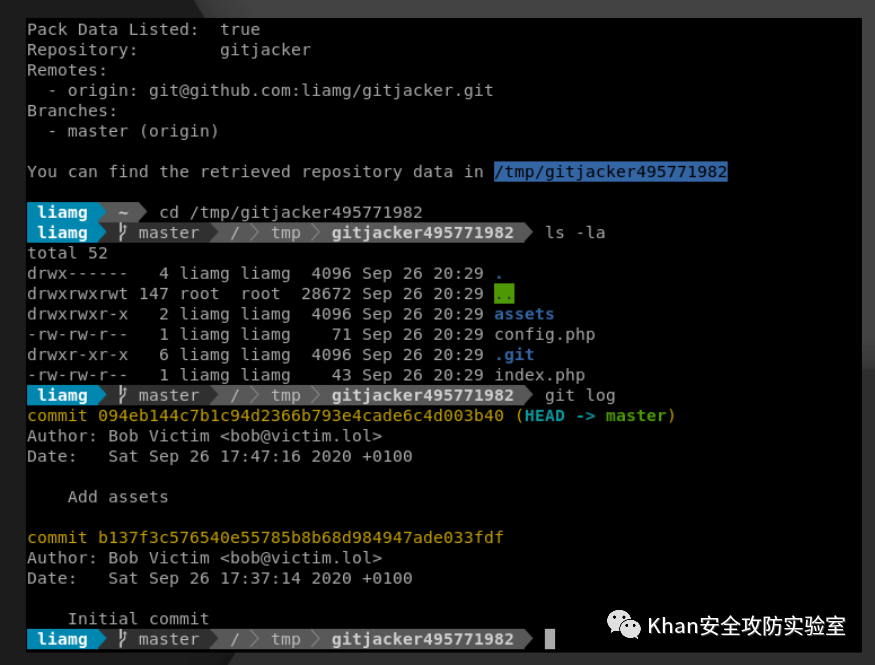 Pack Data Listed:  true
Repository:        gitjacker
Remotes:
  - origin: git@github.com:liamg/gitjacker.git
Branches:
  - master (origin)
You can find the retrieved repository data in /tmp/gitjacker495771982
liamg ~ cd /tmp/gitjacker495771982
liamg master / tmp gitjacker495771982 ls -la
total 52
drwx------   4 liamg liamg  4096 Sep 26 20:29 .
drwxrwxrwt 147 root  root  28672 Sep 26 20:29 ..
drwxrwxr-x   2 liamg liamg  4096 Sep 26 20:29 assets
-rw-rw-r--   1 liamg liamg    71 Sep 26 20:29 config.php
drwxr-xr-x   6 liamg liamg  4096 Sep 26 20:29 .git
-rw-rw-r--   1 liamg liamg    43 Sep 26 20:29 index.php
liamg master / tmp gitjacker495771982 git log
commit 094eb144c7b1c94d2366b793e4cade6c4d003b40 (HEAD -> master)
Author: Bob Victim <bob@victim.lol>
Date:   Sat Sep 26 17:47:16 2020 +0100
    Add assets
commit b137f3c576540e55785b8b68d984947ade033fdf
Author: Bob Victim <bob@victim.lol>
Date:   Sat Sep 26 17:37:14 2020 +0100
    Initial commit
liamg master / tmp gitjacker495771982
Khan安全攻防实验室